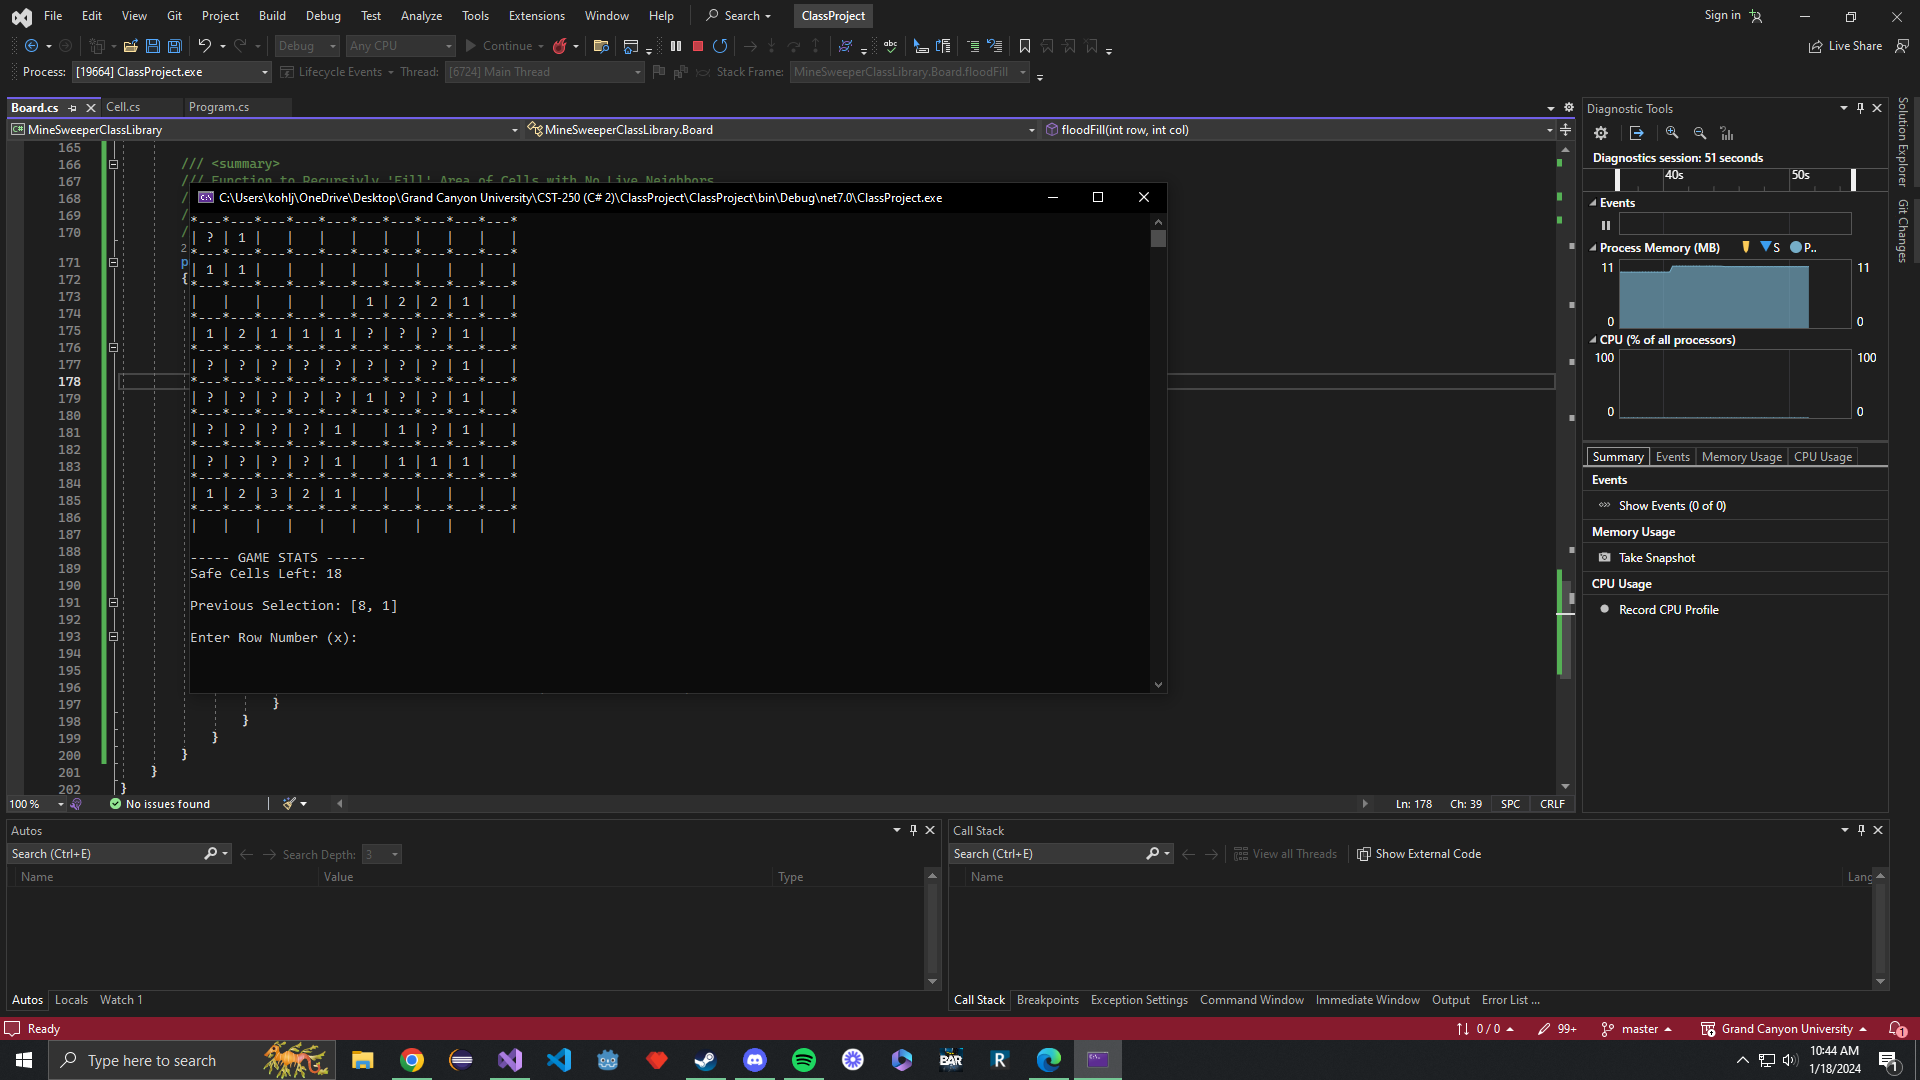 File Edit View Git Project Build Debug Test Analyze Tools Extensions Window Help Search ClassProject Sign in
Debug Any CPU Continue Live Share
Process: [19664] ClassProject.exe Lifecycle Events Thread: [6724] Main Thread Stack Frame: MineSweeperClassLibrary.Board.floodFill
Board.cs Cell.cs Program.cs
MineSweeperClassLibrary MineSweeperClassLibrary.Board floodFill(int row, int col)
165
166 /// <summary>
167 /// Function to Recursivly 'Fill' Area of Cells with No Live Neighbors
168
169
170
2
171 p
172 {
173
174
175
176
177
178
179
180
181
182
183
184
185
186
187
188
189
190
191
192
193
194
195
196
197 }
198 }
199 }
200 }
201 }
202 }
C:\Users\kohlj\OneDrive\Desktop\Grand Canyon University\CST-250 (C# 2)\ClassProject\ClassProject\bin\Debug\net7.0\ClassProject.exe
*---*---*---*---*---*---*---*---*---*---*
| ? | 1 |   |   |   |   |   |   |   |   |
*---*---*---*---*---*---*---*---*---*---*
| 1 | 1 |   |   |   |   |   |   |   |   |
*---*---*---*---*---*---*---*---*---*---*
|   |   |   |   |   | 1 | 2 | 2 | 1 |   |
*---*---*---*---*---*---*---*---*---*---*
| 1 | 2 | 1 | 1 | 1 | ? | ? | ? | 1 |   |
*---*---*---*---*---*---*---*---*---*---*
| ? | ? | ? | ? | ? | ? | ? | ? | 1 |   |
*---*---*---*---*---*---*---*---*---*---*
| ? | ? | ? | ? | ? | 1 | ? | ? | 1 |   |
*---*---*---*---*---*---*---*---*---*---*
| ? | ? | ? | ? | 1 |   | 1 | ? | 1 |   |
*---*---*---*---*---*---*---*---*---*---*
| ? | ? | ? | ? | 1 |   | 1 | 1 | 1 |   |
*---*---*---*---*---*---*---*---*---*---*
| 1 | 2 | 3 | 2 | 1 |   |   |   |   |   |
*---*---*---*---*---*---*---*---*---*---*
|   |   |   |   |   |   |   |   |   |   |
----- GAME STATS -----
Safe Cells Left: 18
Previous Selection: [8, 1]
Enter Row Number (x):
100 % No issues found Ln: 178 Ch: 39 SPC CRLF
Diagnostic Tools
Diagnostics session: 51 seconds
40s 50s
Events
Process Memory (MB) S P..
11 11
0 0
CPU (% of all processors)
100 100
0 0
Summary Events Memory Usage CPU Usage
Events
Show Events (0 of 0)
Memory Usage
Take Snapshot
CPU Usage
Record CPU Profile
Solution Explorer
Git Changes
Autos
Search (Ctrl+E) Search Depth: 3
Name Value Type
Autos Locals Watch 1
Call Stack
Search (Ctrl+E) View all Threads Show External Code
Name Lang
Call Stack Breakpoints Exception Settings Command Window Immediate Window Output Error List ...
Ready 0 / 0 99+ master Grand Canyon University 1
Type here to search BAR R 10:44 AM
1/18/2024 1